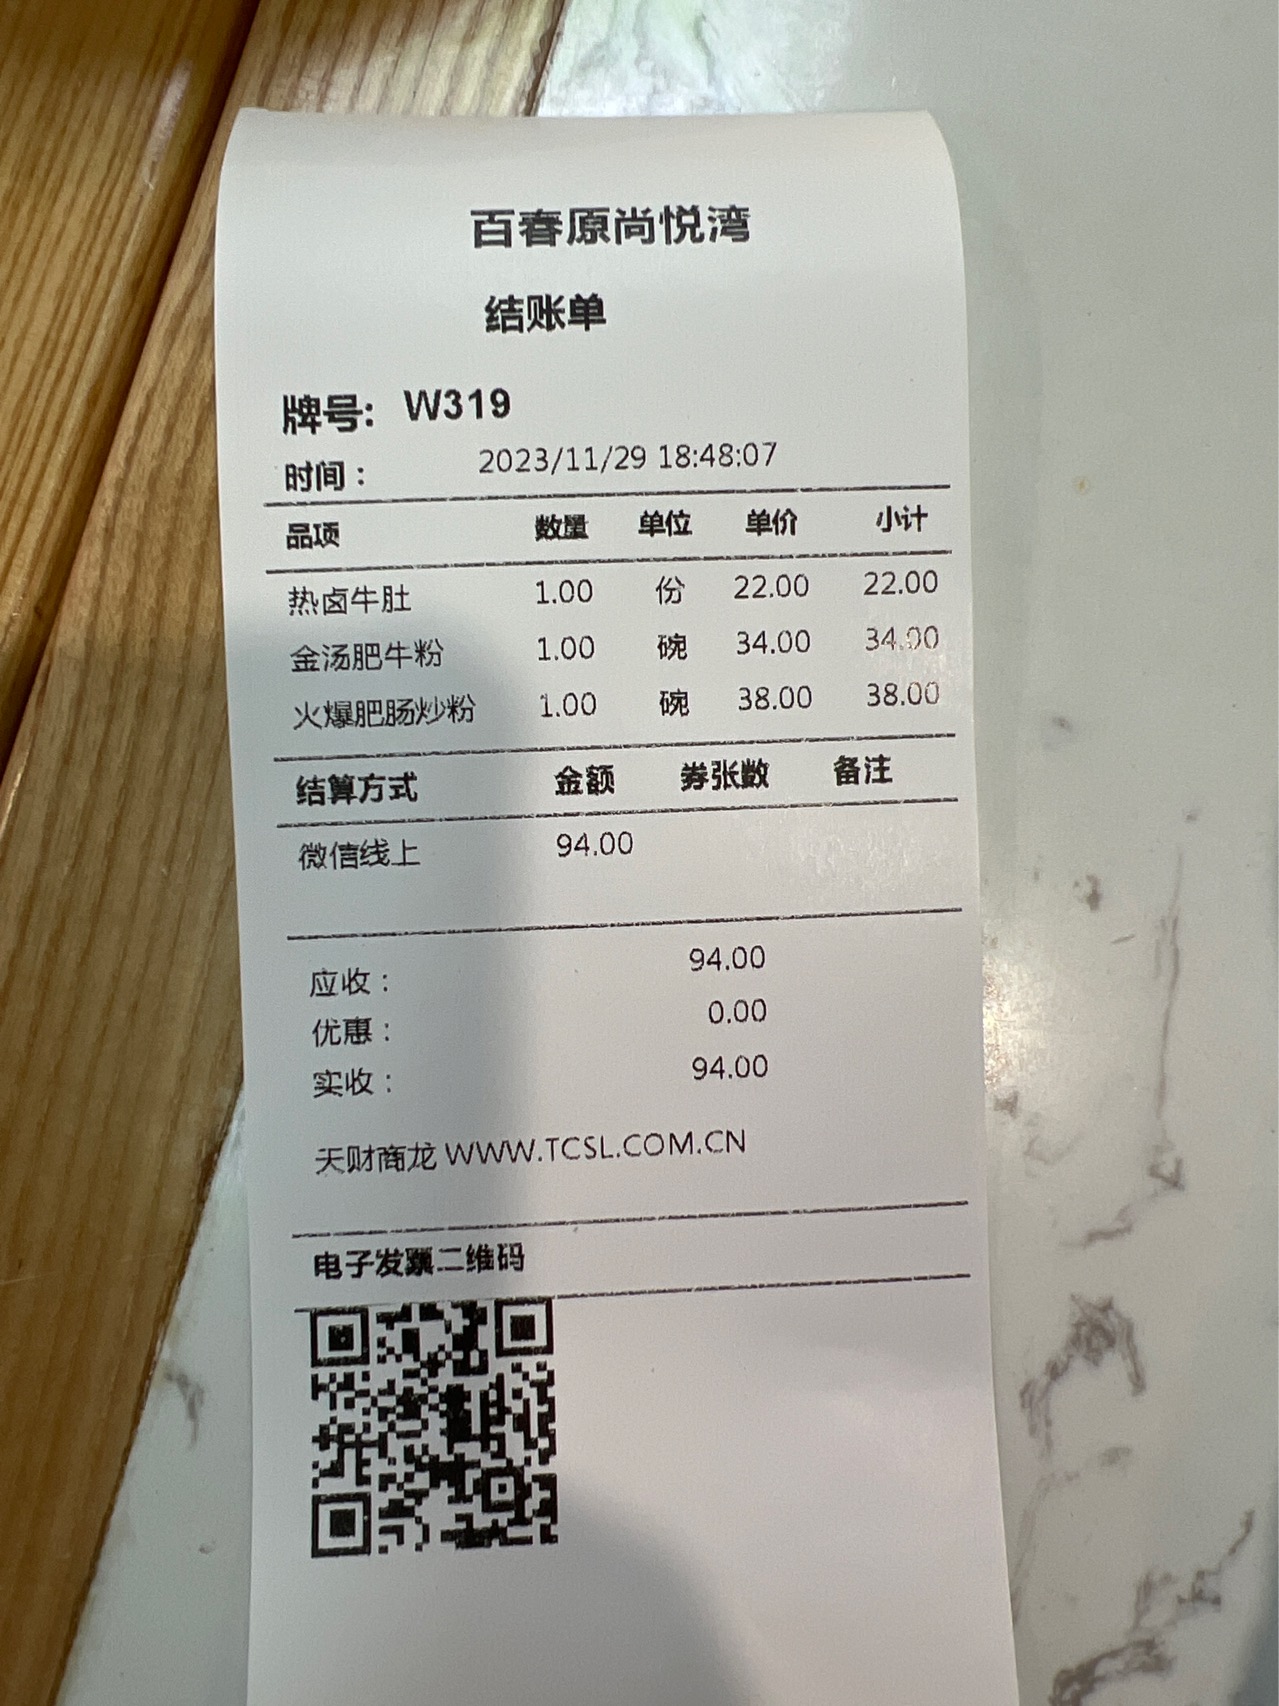 百春原尚悦湾
结账单
牌号: W319
时间： 2023/11/29 18:48:07
品项 数量 单位 单价 小计
热卤牛肚 1.00 份 22.00 22.00
金汤肥牛粉 1.00 碗 34.00 34.00
火爆肥肠炒粉 1.00 碗 38.00 38.00
结算方式 金额 券张数 备注
微信线上 94.00
应收： 94.00
优惠： 0.00
实收： 94.00
天财商龙 WWW.TCSL.COM.CN
电子发票二维码